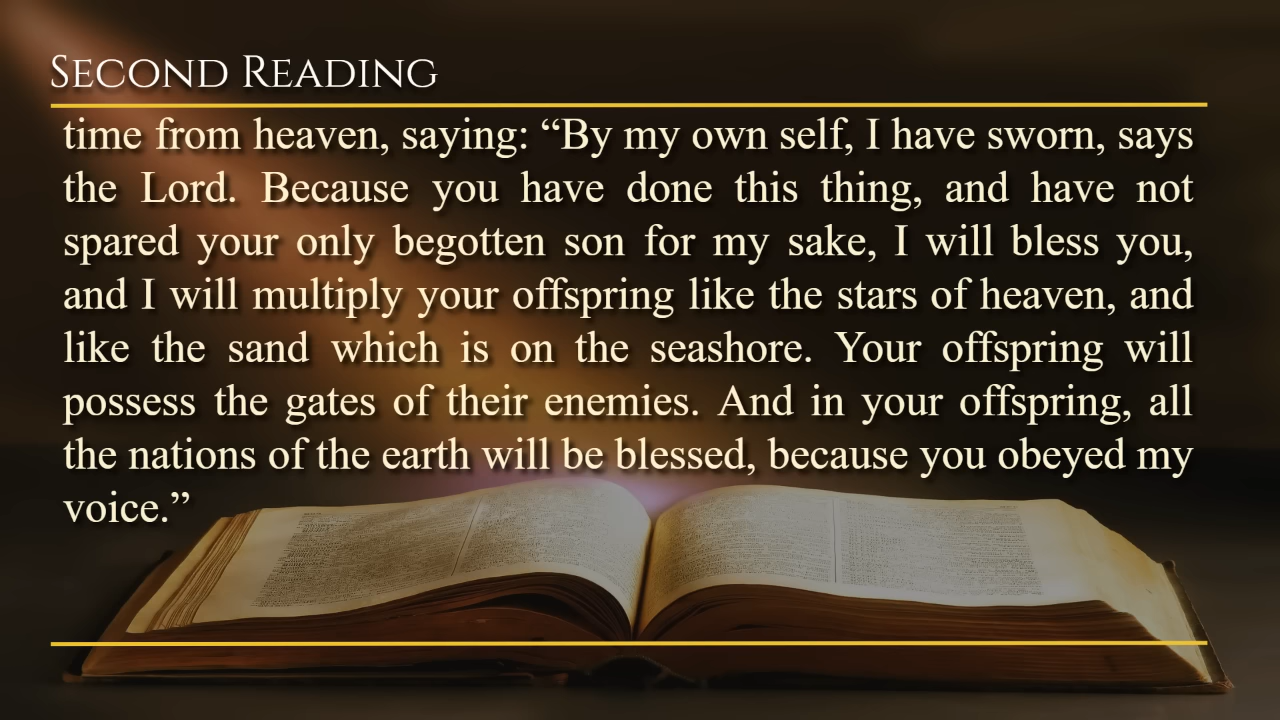 SECOND READING
time from heaven, saying: “By my own self, I have sworn, says
the Lord. Because you have done this thing, and have not
spared your only begotten son for my sake, I will bless you,
and I will multiply your offspring like the stars of heaven, and
like the sand which is on the seashore. Your offspring will
possess the gates of their enemies. And in your offspring, all
the nations of the earth will be blessed, because you obeyed my
voice.”